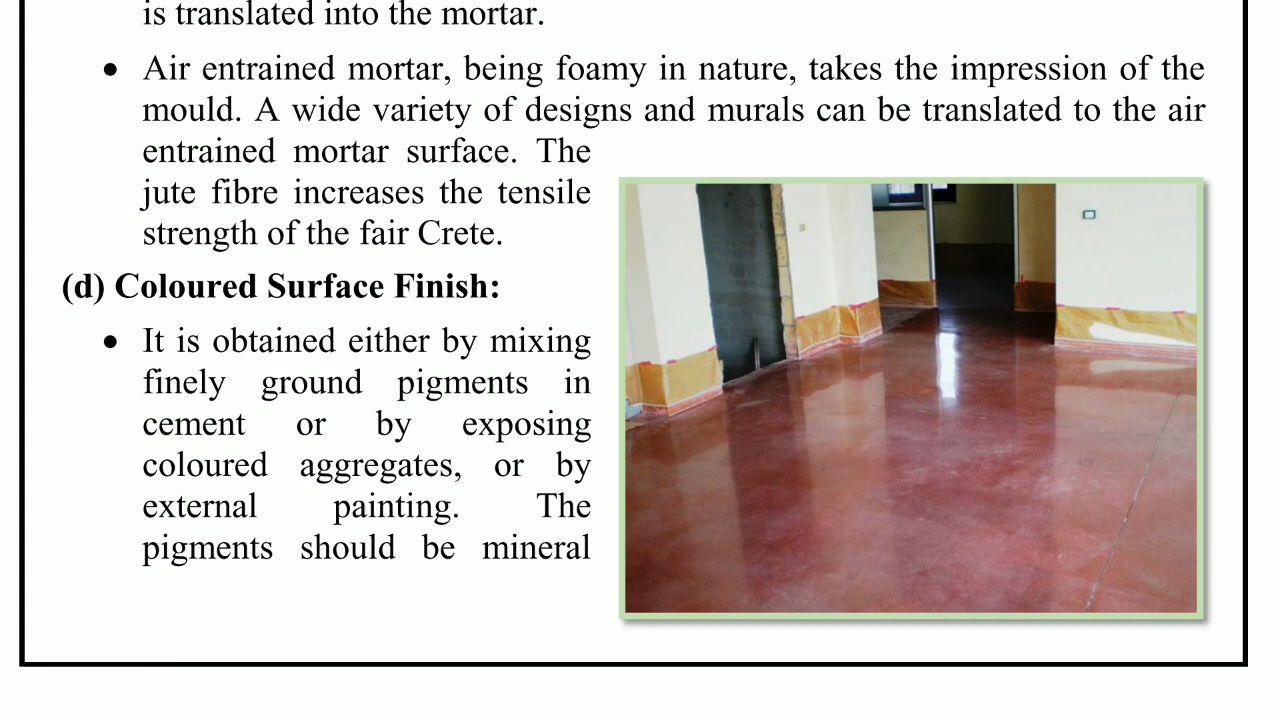 is translated into the mortar.
• Air entrained mortar, being foamy in nature, takes the impression of the
mould. A wide variety of designs and murals can be translated to the air
entrained mortar surface. The
jute fibre increases the tensile
strength of the fair Crete.
(d) Coloured Surface Finish:
• It is obtained either by mixing
finely ground pigments in
cement or by exposing
coloured aggregates, or by
external painting. The
pigments should be mineral